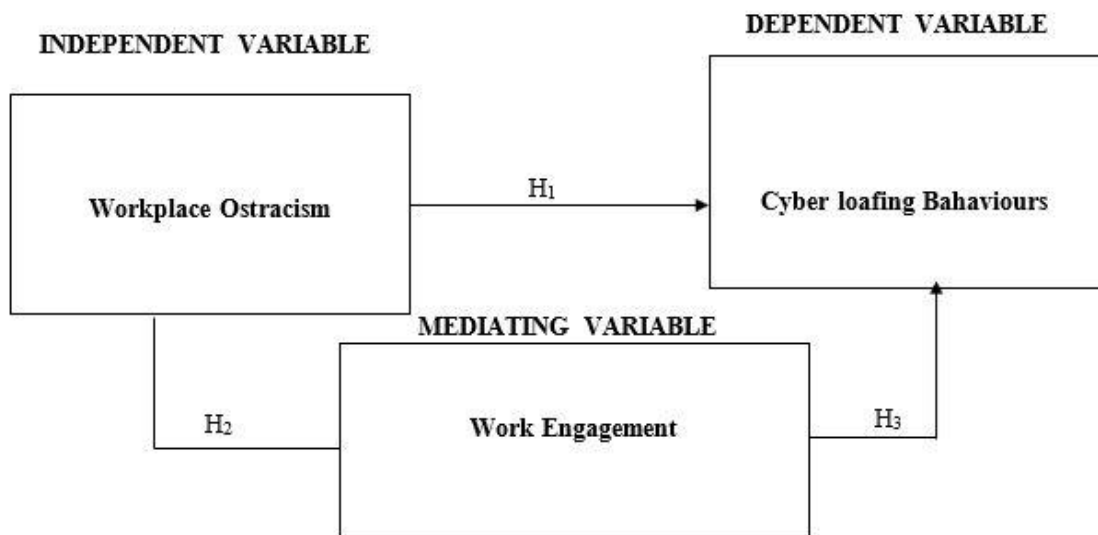 INDEPENDENT VARIABLE
DEPENDENT VARIABLE
Workplace Ostracism
H₁
Cyber loafing Bahaviours
MEDIATING VARIABLE
H₂
Work Engagement
H₃